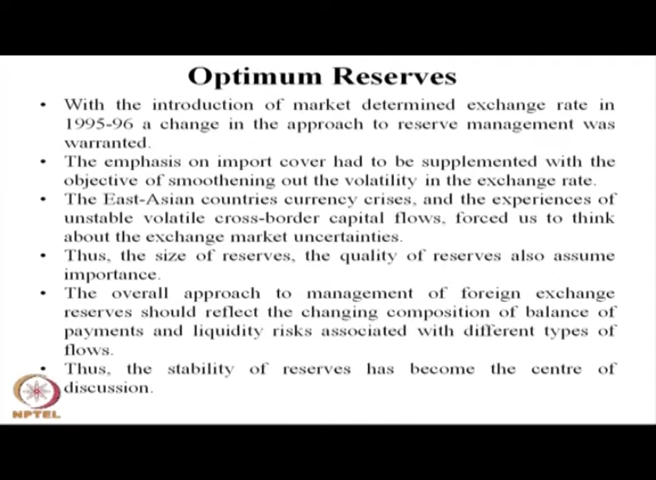 Optimum Reserves
• With the introduction of market determined exchange rate in
1995-96 a change in the approach to reserve management was
warranted.
• The emphasis on import cover had to be supplemented with the
objective of smoothening out the volatility in the exchange rate.
• The East-Asian countries currency crises, and the experiences of
unstable volatile cross-border capital flows, forced us to think
about the exchange market uncertainties.
• Thus, the size of reserves, the quality of reserves also assume
importance.
• The overall approach to management of foreign exchange
reserves should reflect the changing composition of balance of
payments and liquidity risks associated with different types of
flows.
• Thus, the stability of reserves has become the centre of
discussion.
NPTEL